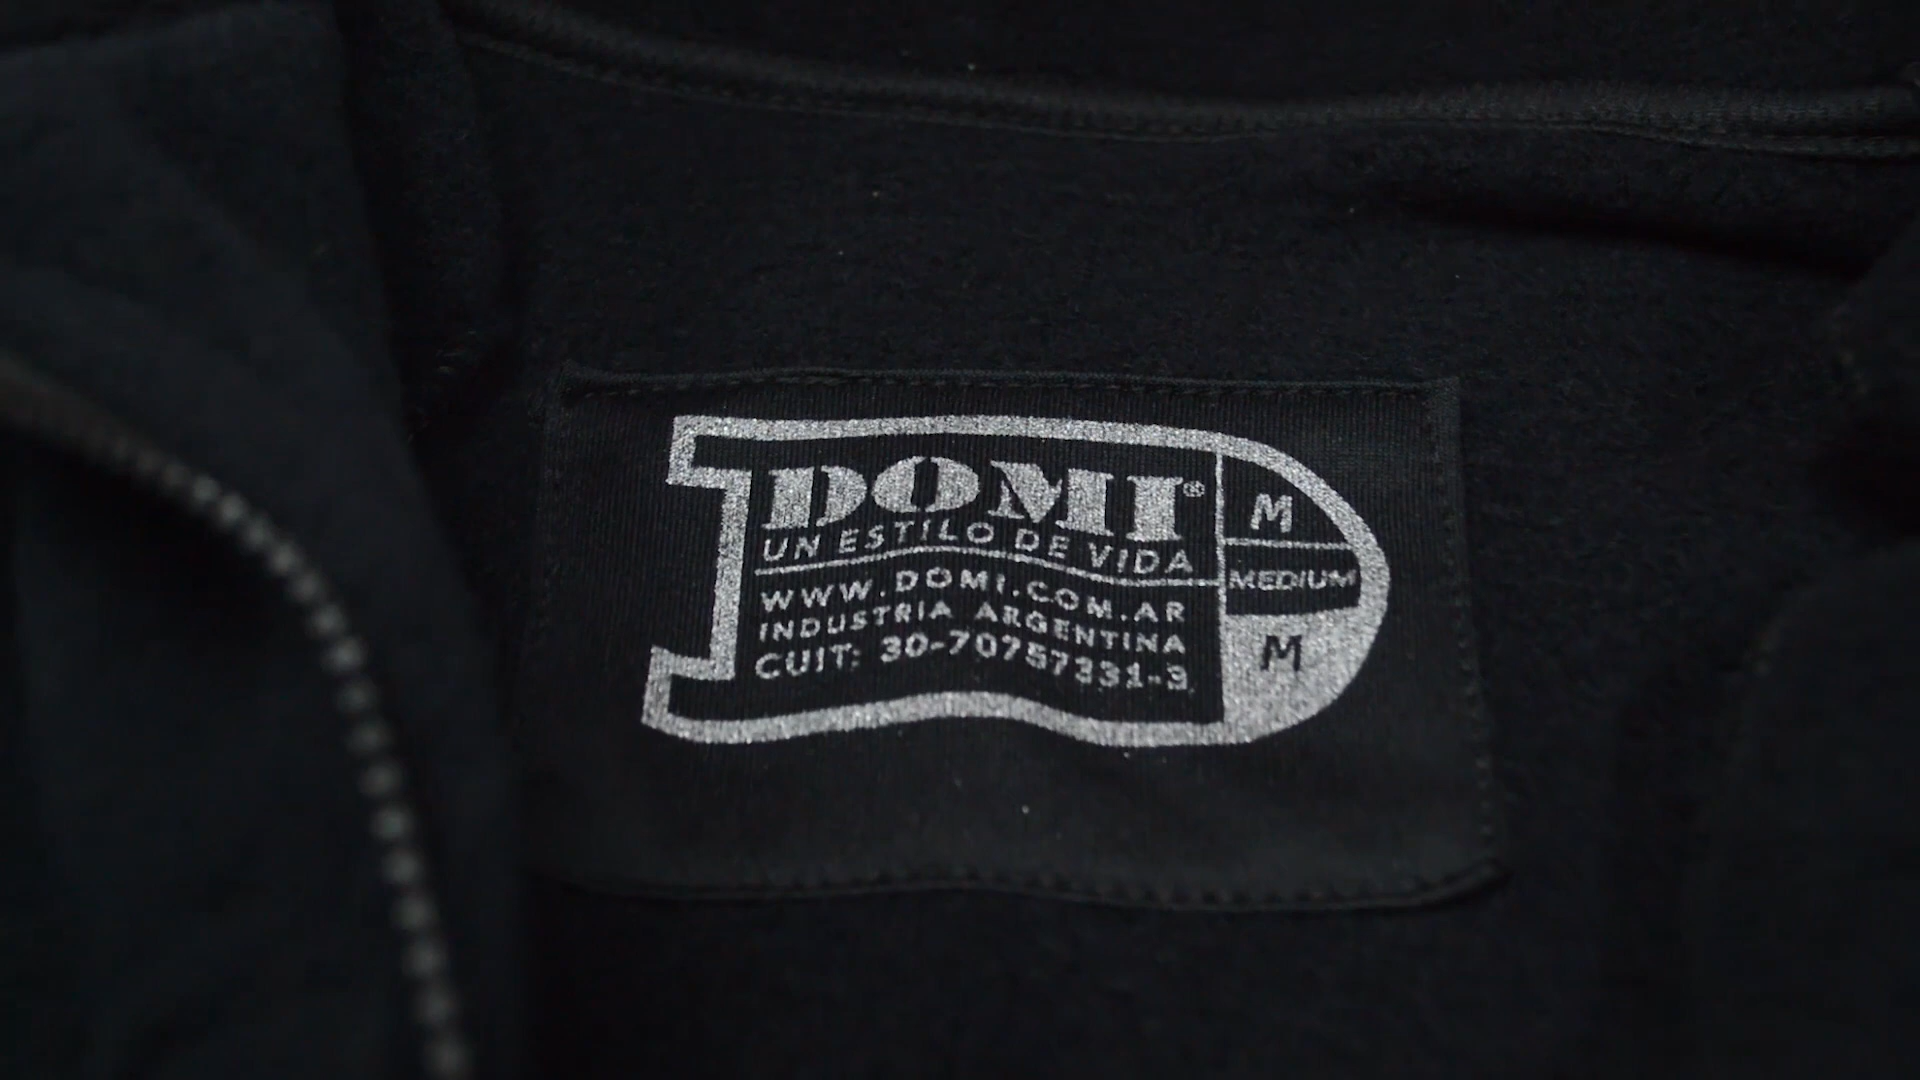 DOMI®
UN ESTILO DE VIDA
WWW.DOMI.COM.AR
INDUSTRIA ARGENTINA
CUIT: 30-70757331-3
M
MEDIUM
M